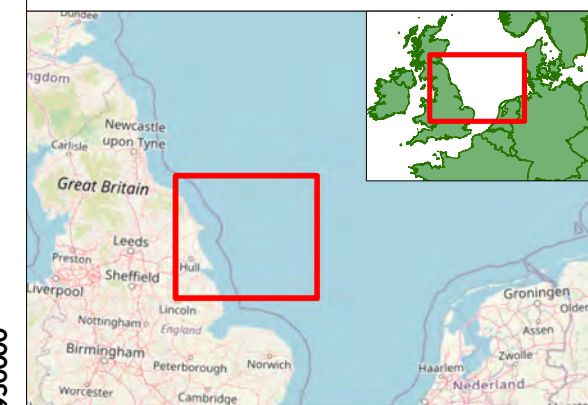 Dundee
ngdom
Newcastle
upon Tyne
Carlisle
Great Britain
Leeds
Preston
Hull
Sheffield
Liverpool
Lincoln
Nottingham
England
Birmingham
Peterborough
Norwich
Worcester
Cambridge
Groningen
Older
Assen
Zwolle
Haarlem
Nederland